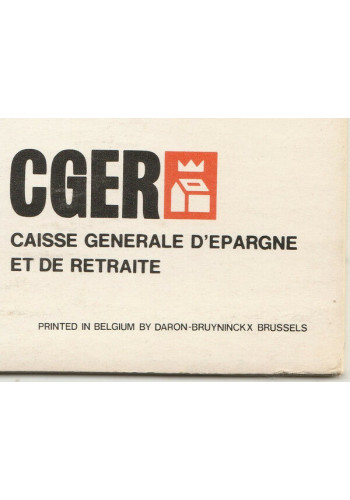 CGER
CAISSE GENERALE D'EPARGNE
ET DE RETRAITE
PRINTED IN BELGIUM BY DARON-BRUYNINCKX BRUSSELS